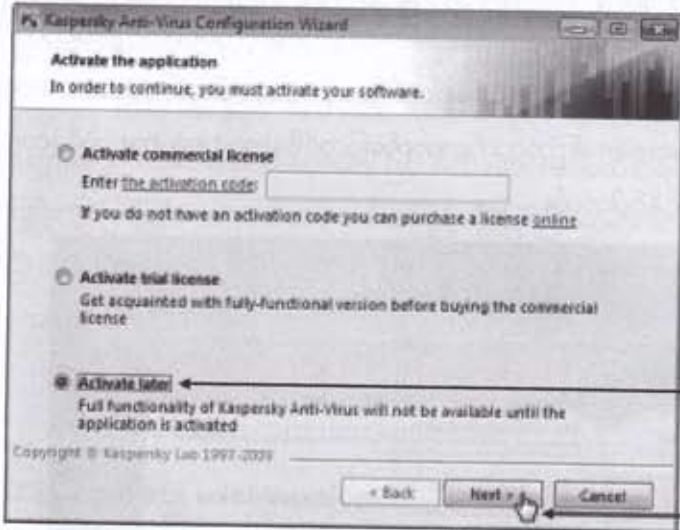 Kaspersky Anti-Virus Configuration Wizard
Activate the application
In order to continue, you must activate your software.
Activate commercial license
Enter the activation code:
If you do not have an activation code you can purchase a license online
Activate trial license
Get acquainted with fully-functional version before buying the commercial
license
Activate later
Full functionality of Kaspersky Anti-Virus will not be available until the
application is activated
Copyright © Kaspersky Lab 1997-2009
< Back Next > Cancel